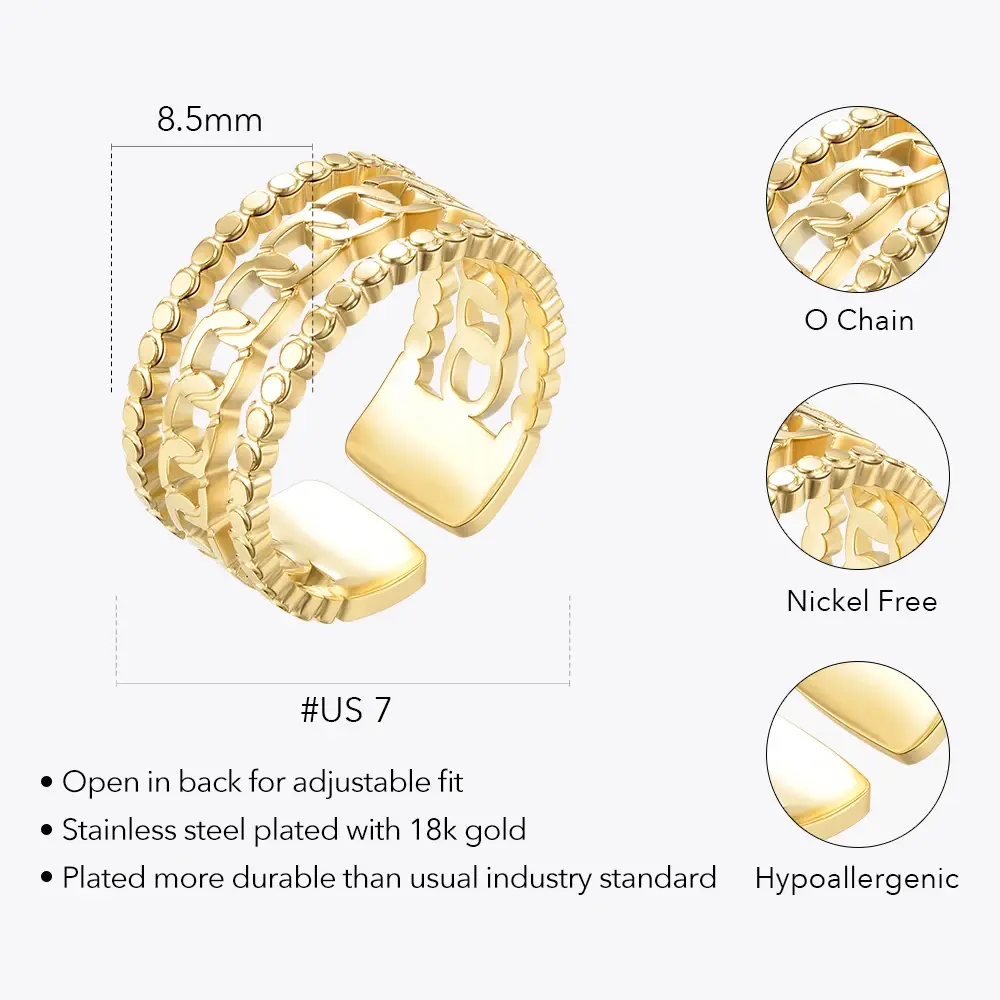 8.5mm
O Chain
Nickel Free
#US 7
• Open in back for adjustable fit
• Stainless steel plated with 18k gold
• Plated more durable than usual industry standard
Hypoallergenic